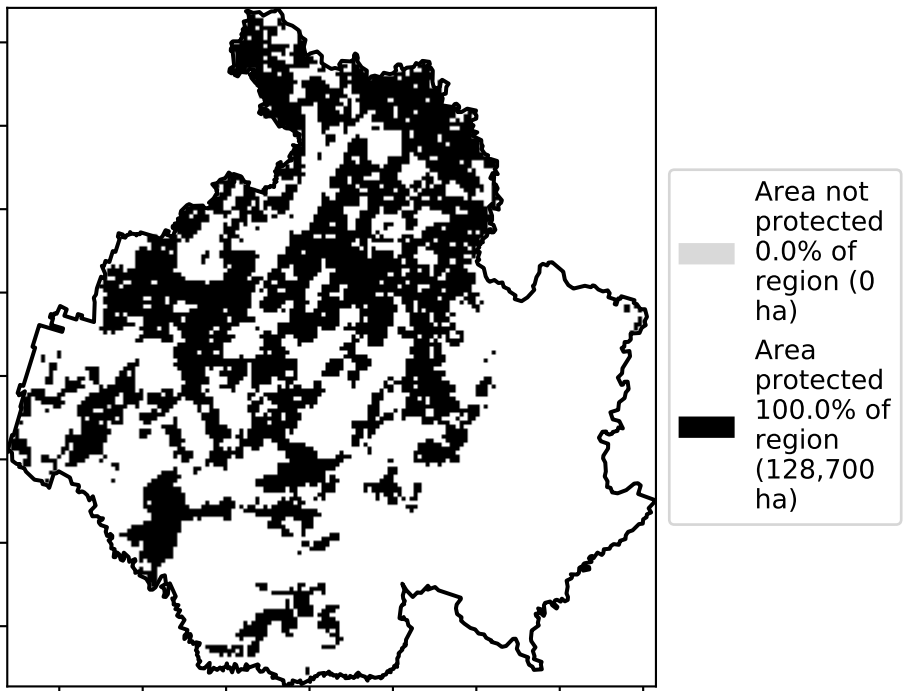 Area not
protected
0.0% of
region (0
ha)
Area
protected
100.0% of
region
(128,700
ha)